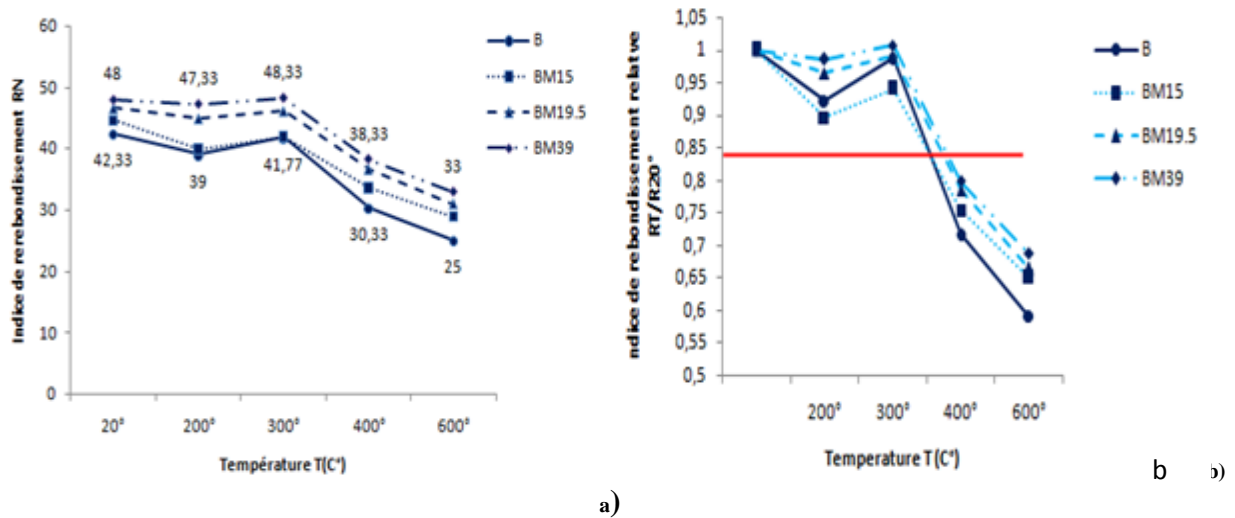 Indice de rebondissement RN
60
50
40
30
20
10
0
48
47,33
48,33
38,33
33
42,33
39
41,77
30,33
25
20°
200°
300°
400°
600°
Température T(C°)
B
BM15
BM19.5
BM39
a)
ndice de rebondissement relatve
RT/R20°
1,05
1
0,95
0,9
0,85
0,8
0,75
0,7
0,65
0,6
0,55
0,5
200°
300°
400°
600°
Temperature T (C°)
B
BM15
BM19.5
BM39
b
b)